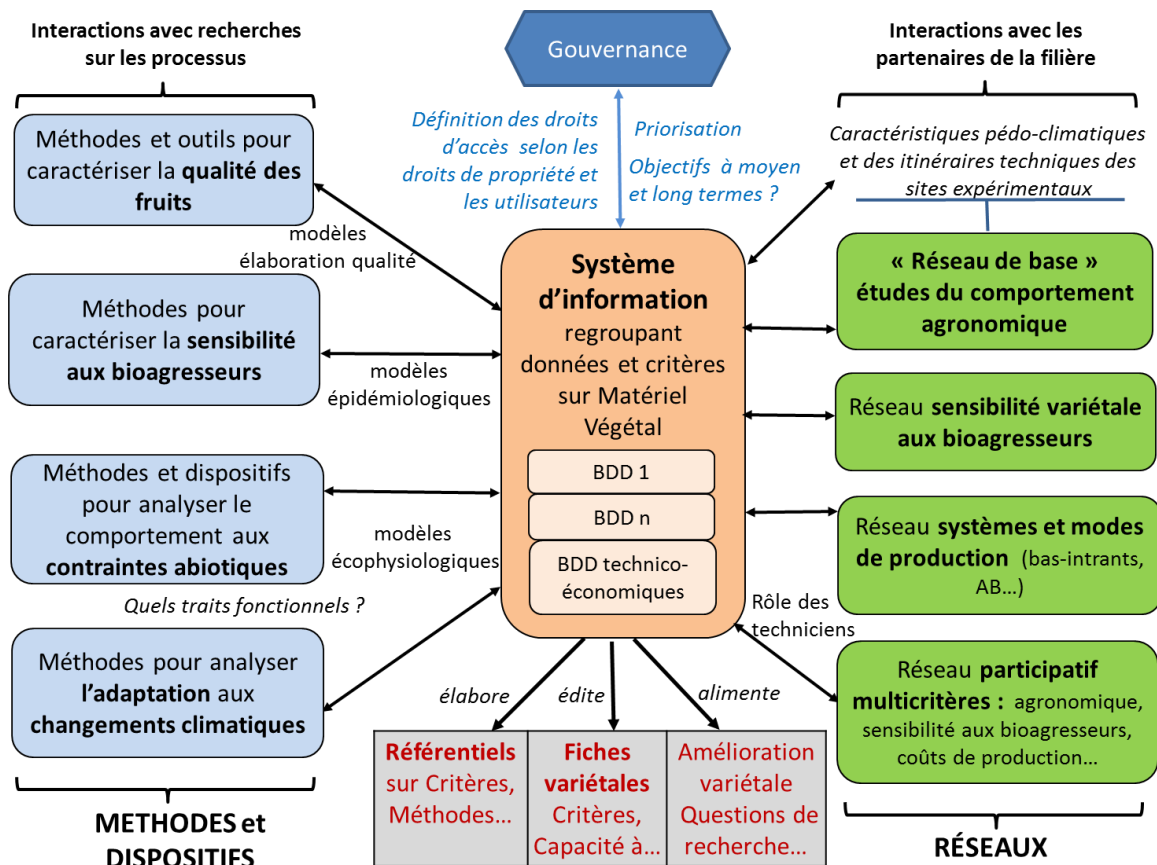 Interactions avec recherches
sur les processus
Méthodes et outils pour
caractériser la qualité des
fruits
modèles
élaboration qualité
Méthodes pour
caractériser la sensibilité
aux bioagresseurs
modèles
épidémiologiques
Méthodes et dispositifs
pour analyser le
comportement aux
contraintes abiotiques
modèles
écophysiologiques
Quels traits fonctionnels ?
Méthodes pour analyser
l’adaptation aux
changements climatiques
METHODES et
DISPOSITIFS
Gouvernance
Définition des droits
d’accès selon les
droits de propriété et
les utilisateurs
Priorisation
Objectifs à moyen
et long termes ?
Système
d’information
regroupant
données et critères
sur Matériel
Végétal
BDD 1
BDD n
BDD technico-
économiques
élabore
édite
alimente
Référentiels
sur Critères,
Méthodes…
Fiches
variétales
Critères,
Capacité à…
Amélioration
variétale
Questions de
recherche…
Interactions avec les
partenaires de la filière
Caractéristiques pédo-climatiques
et des itinéraires techniques des
sites expérimentaux
« Réseau de base »
études du comportement
agronomique
Réseau sensibilité variétale
aux bioagresseurs
Réseau systèmes et modes
de production (bas-intrants,
AB…)
Rôle des
techniciens
Réseau participatif
multicritères : agronomique,
sensibilité aux bioagresseurs,
coûts de production…
RÉSEAUX